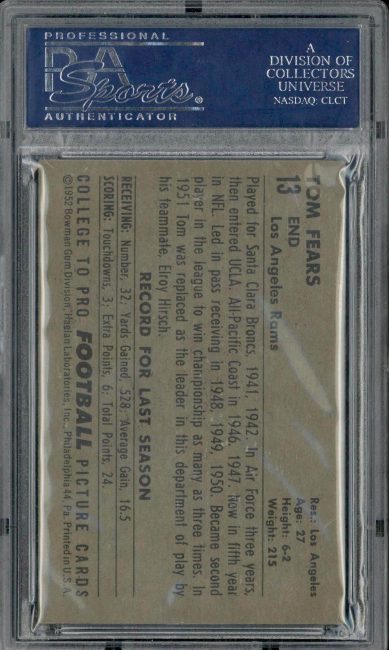 PROFESSIONAL
PSA
Sports
®
AUTHENTICATOR
A
DIVISION OF
COLLECTORS
UNIVERSE
NASDAQ: CLCT
TOM FEARS
13 END
Los Angeles Rams
Res.: Los Angeles
Age: 27
Height: 6-2
Weight: 215
Played for Santa Clara Broncs, 1941, 1942. In Air Force three years,
then entered UCLA. All-Pacific Coast in 1946, 1947. Now in fifth year
in NFL. Led in pass receiving in 1948, 1949, 1950. Became second
player in the league to win championship as many as three times. In
1951 Tom was replaced as the leader in this department of play by
his teammate, Elroy Hirsch.
RECORD FOR LAST SEASON
RECEIVING: Number, 32; Yards Gained, 528; Average Gain, 16.5
SCORING: Touchdowns, 3; Extra Points, 6; Total Points, 24.
COLLEGE TO PRO FOOTBALL PICTURE CARDS
©1952 Bowman Gum Division, Haelan Laboratories, Inc., Philadelphia 44, Pa. Printed in U.S.A.